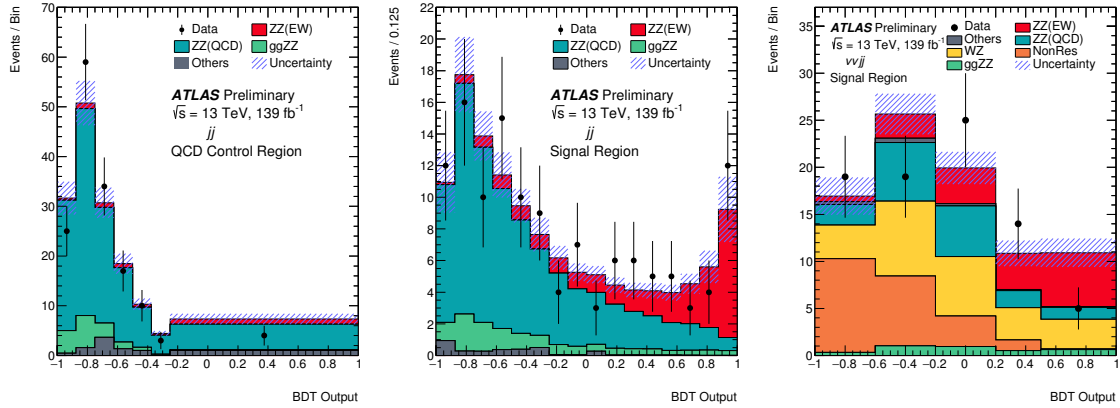 Events / Bin
70
60
50
40
30
20
10
0
Data
ZZ(EW)
ZZ(QCD)
ggZZ
Others
Uncertainty
ATLAS Preliminary
√s = 13 TeV, 139 fb⁻¹
jj
QCD Control Region
−1 −0.8 −0.6 −0.4 −0.2 0 0.2 0.4 0.6 0.8 1
BDT Output
Events / 0.125
22
20
18
16
14
12
10
8
6
4
2
0
Data
ZZ(EW)
ZZ(QCD)
ggZZ
Others
Uncertainty
ATLAS Preliminary
√s = 13 TeV, 139 fb⁻¹
jj
Signal Region
−1 −0.8 −0.6 −0.4 −0.2 0 0.2 0.4 0.6 0.8 1
BDT Output
Events / Bin
35
30
25
20
15
10
5
0
ATLAS Preliminary
√s = 13 TeV, 139 fb⁻¹
ννjj
Signal Region
Data
ZZ(EW)
Others
ZZ(QCD)
WZ
NonRes
ggZZ
Uncertainty
−1 −0.8 −0.6 −0.4 −0.2 0 0.2 0.4 0.6 0.8 1
BDT Output